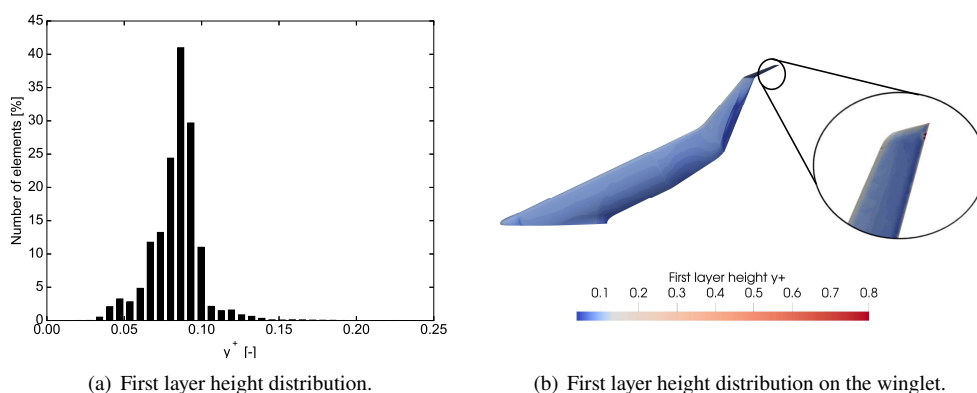 45
40
35
30
25
20
15
10
5
0
Number of elements [%]
0.00 0.05 0.10 0.15 0.20 0.25
y+ [-]
(a) First layer height distribution.
First layer height y+
0.1 0.2 0.3 0.4 0.5 0.6 0.7 0.8
(b) First layer height distribution on the winglet.